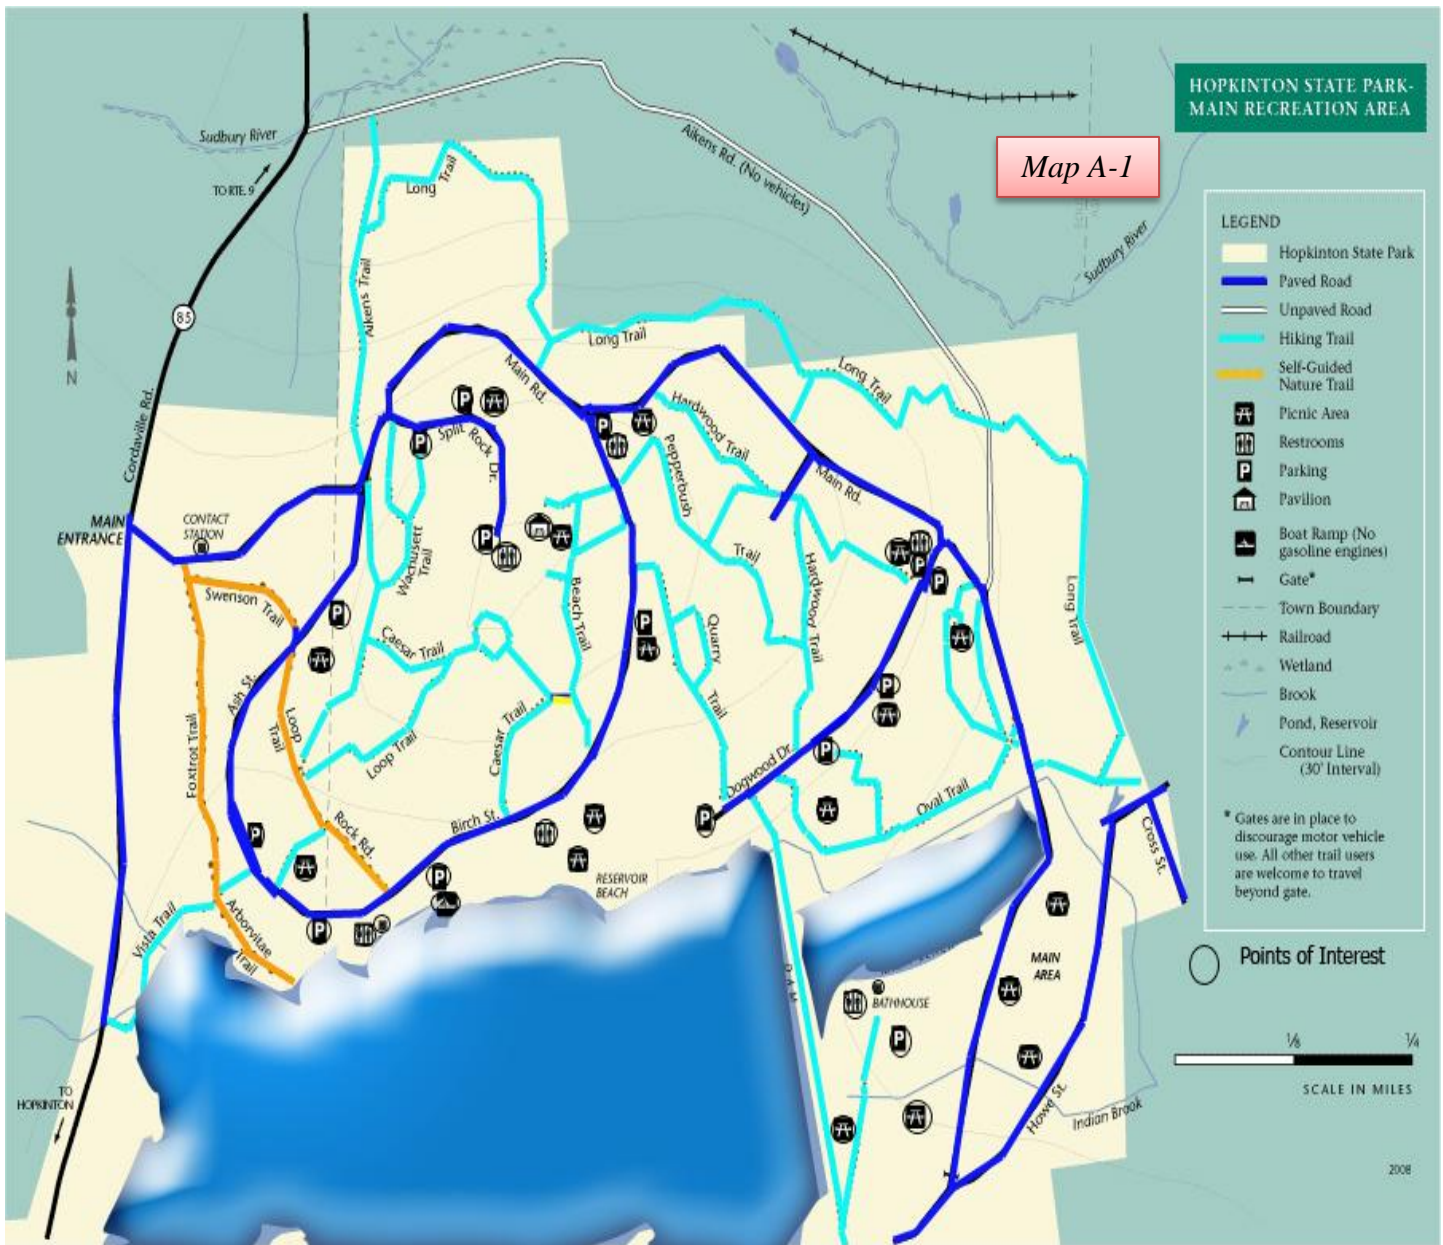 HOPKINTON STATE PARK-
MAIN RECREATION AREA
Map A-1
Sudbury River
TO RTE. 9
Aikens Rd. (No vehicles)
Sudbury River
Long
Trail
Aikens Trail
85
N
Cordaville Rd.
Long Trail
Long Trail
Main Rd.
Hardwood Trail
Split Rock
Dr.
Pepperbush
Main Rd.
MAIN
ENTRANCE
CONTACT
STATION
Wachusett
Trail
Trail
Hardwood Trail
Long Trail
Swenson
Trail
Beach Trail
Caesar Trail
Quarry
Trail
Ash St.
Foxtrot Trail
Loop
Trail
Loop Trail
Caesar
Trail
Dogwood Dr.
Oval Trail
Birch St.
Rock Rd.
Cross St.
RESERVOIR
BEACH
Vista Trail
Arborvitae
Trail
MAIN
AREA
DAM
BATHHOUSE
TO
HOPKINTON
Howe St.
Indian Brook
LEGEND
Hopkinton State Park
Paved Road
Unpaved Road
Hiking Trail
Self-Guided
Nature Trail
Picnic Area
Restrooms
P
Parking
Pavilion
Boat Ramp (No
gasoline engines)
Gate*
Town Boundary
Railroad
Wetland
Brook
Pond, Reservoir
Contour Line
(30' Interval)
* Gates are in place to
discourage motor vehicle
use. All other trail users
are welcome to travel
beyond gate.
Points of Interest
⅛ ¼
SCALE IN MILES
2008